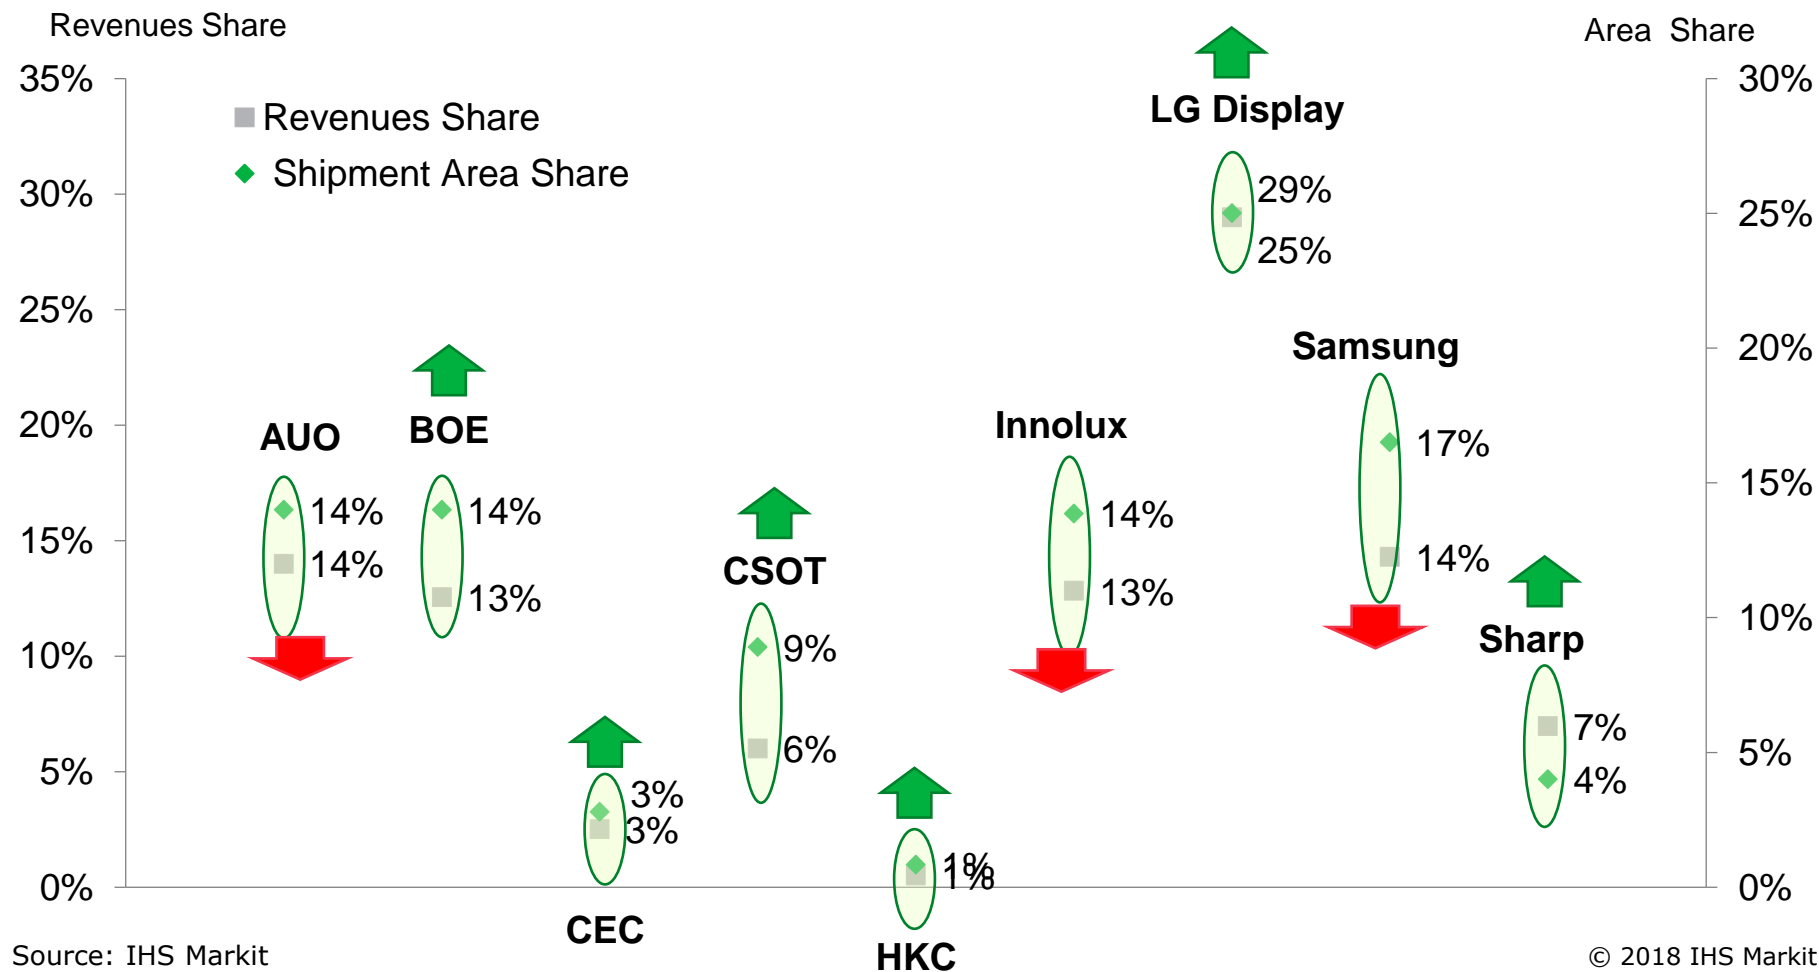 Revenues Share
Area Share
35%
30%
25%
20%
15%
10%
5%
0%
Revenues Share
Shipment Area Share
AUO
14%
14%
BOE
14%
13%
CEC
3%
3%
CSOT
9%
6%
HKC
1%
1%
Innolux
14%
13%
LG Display
29%
25%
Samsung
17%
14%
Sharp
7%
4%
30%
25%
20%
15%
10%
5%
0%
Source: IHS Markit
© 2018 IHS Markit